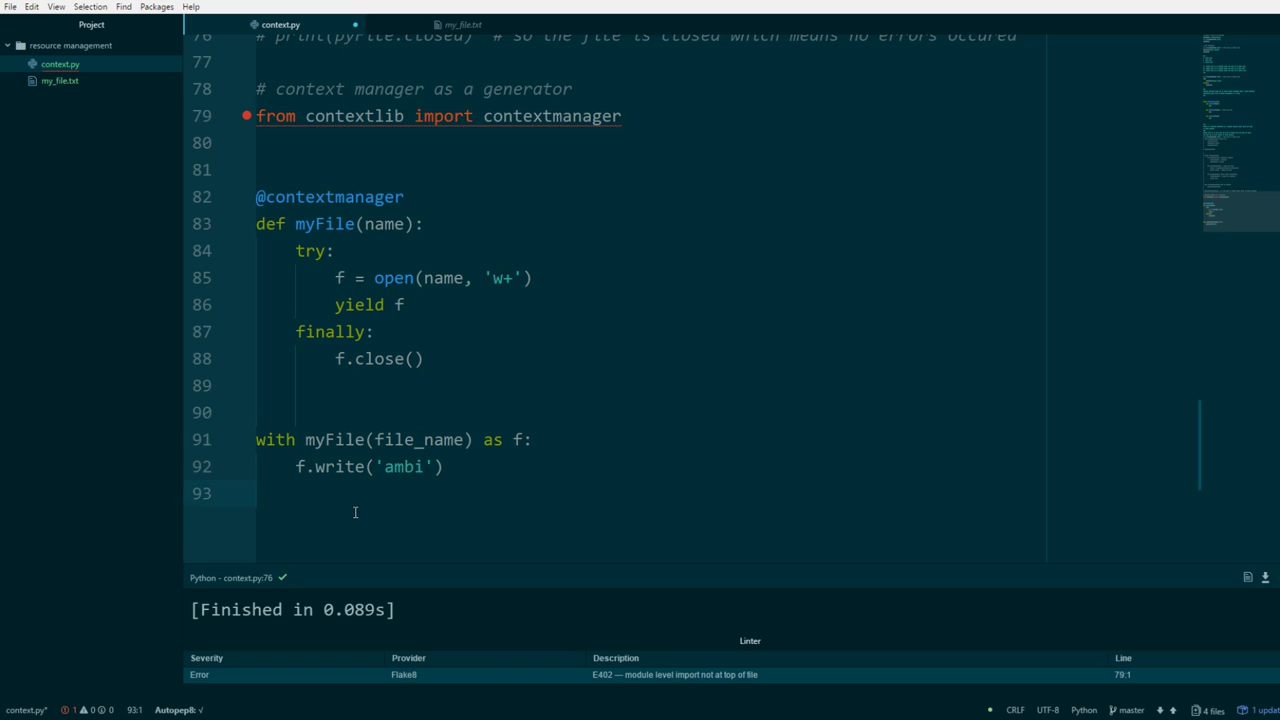 File Edit View Selection Find Packages Help
Project
context.py
my_file.txt
resource management
context.py
my_file.txt
76 # print(pyFile.closed) # so the file is closed which means no errors occured
77
78 # context manager as a generator
79 from contextlib import contextmanager
80
81
82 @contextmanager
83 def myFile(name):
84 try:
85 f = open(name, 'w+')
86 yield f
87 finally:
88 f.close()
89
90
91 with myFile(file_name) as f:
92 f.write('ambi')
93
Python - context.py:76 ✓
[Finished in 0.089s]
Linter
Severity Provider Description Line
Error Flake8 E402 — module level import not at top of file 79:1
context.py* 1 0 0 93:1 Autopep8: √ CRLF UTF-8 Python master 4 files 1 updat